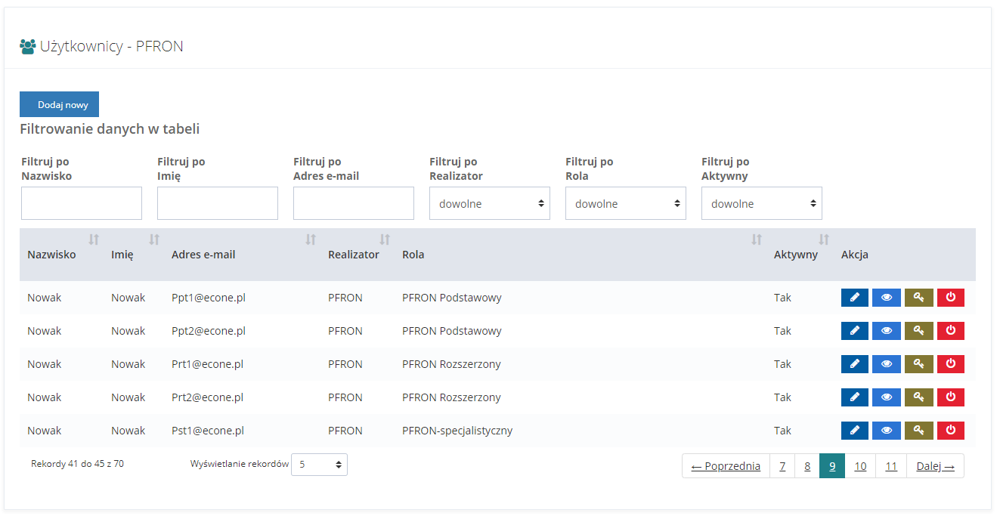 Użytkownicy - PFRON
Dodaj nowy
Filtrowanie danych w tabeli
Filtruj po Nazwisko
Filtruj po Imię
Filtruj po Adres e-mail
Filtruj po Realizator
Filtruj po Rola
Filtruj po Aktywny
dowolne dowolne dowolne
Nazwisko Imię Adres e-mail Realizator Rola Aktywny Akcja
Nowak Nowak Ppt1@econe.pl PFRON PFRON Podstawowy Tak
Nowak Nowak Ppt2@econe.pl PFRON PFRON Podstawowy Tak
Nowak Nowak Prt1@econe.pl PFRON PFRON Rozszerzony Tak
Nowak Nowak Prt2@econe.pl PFRON PFRON Rozszerzony Tak
Nowak Nowak Pst1@econe.pl PFRON PFRON-specjalistyczny Tak
Rekordy 41 do 45 z 70 Wyświetlanie rekordów 5 ← Poprzednia 7 8 9 10 11 Dalej →